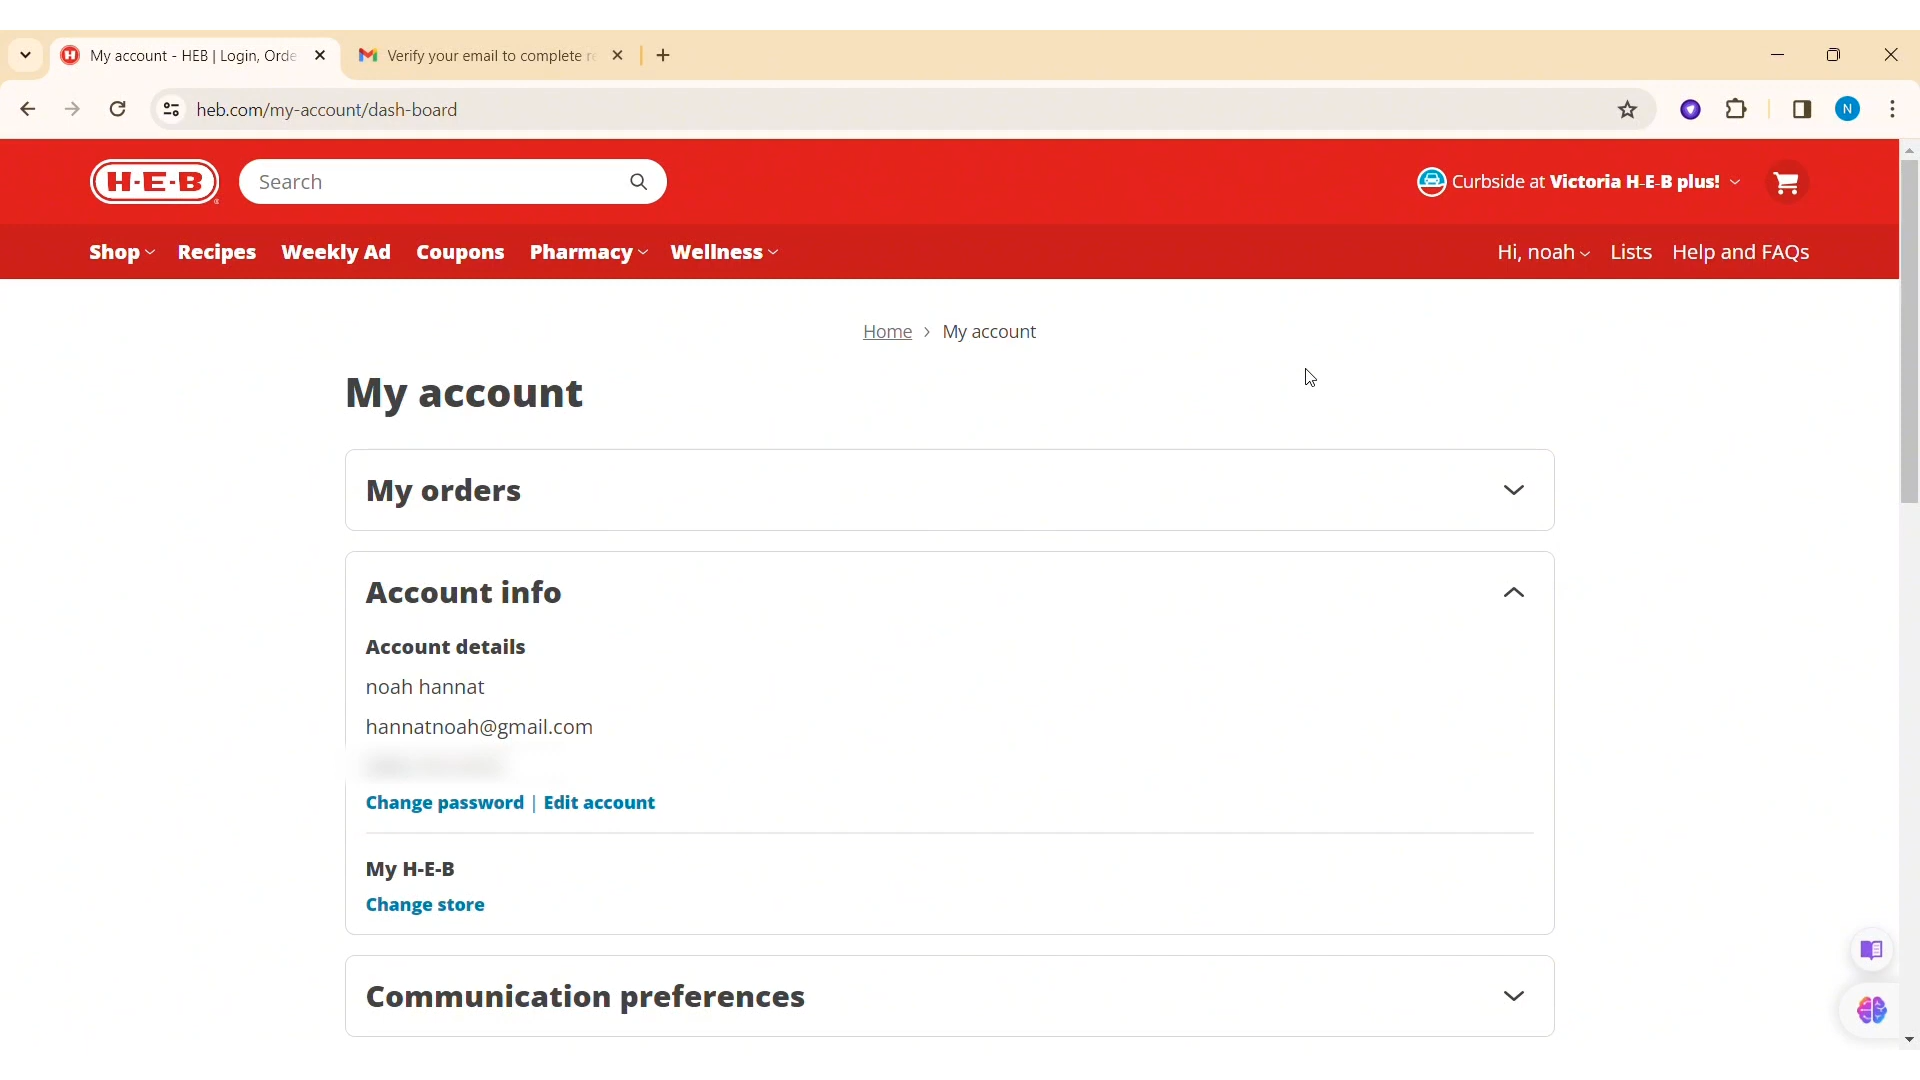 My account - HEB | Login, Orde
Verify your email to complete re
heb.com/my-account/dash-board
N
H-E-B
Search
Curbside at Victoria H-E-B plus!
Shop Recipes Weekly Ad Coupons Pharmacy Wellness
Hi, noah Lists Help and FAQs
Home > My account
My account
My orders
Account info
Account details
noah hannat
hannatnoah@gmail.com
Change password | Edit account
My H-E-B
Change store
Communication preferences